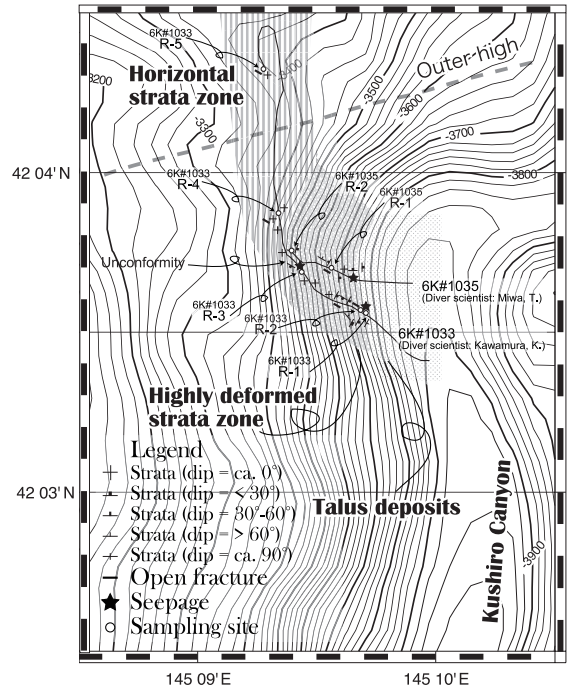 6K#1033
R-5
Outer-high
Horizontal
strata zone
-3200
-3400
-3500
-3600
-3300
-3700
42 04' N
-3800
6K#1033
R-4
6K#1035
R-2
6K#1035
R-1
Unconformity
6K#1035
(Diver scientist: Miwa, T.)
6K#1033
R-3
6K#1033
R-2
6K#1033
(Diver scientist: Kawamura, K.)
6K#1033
R-1
Highly deformed
strata zone
Legend
Strata (dip = ca. 0°)
Strata (dip = < 30°)
Strata (dip = 30°-60°)
Strata (dip = > 60°)
Strata (dip = ca. 90°)
Open fracture
Seepage
Sampling site
42 03' N
Talus deposits
Kushiro Canyon
-3900
145 09'E
145 10'E